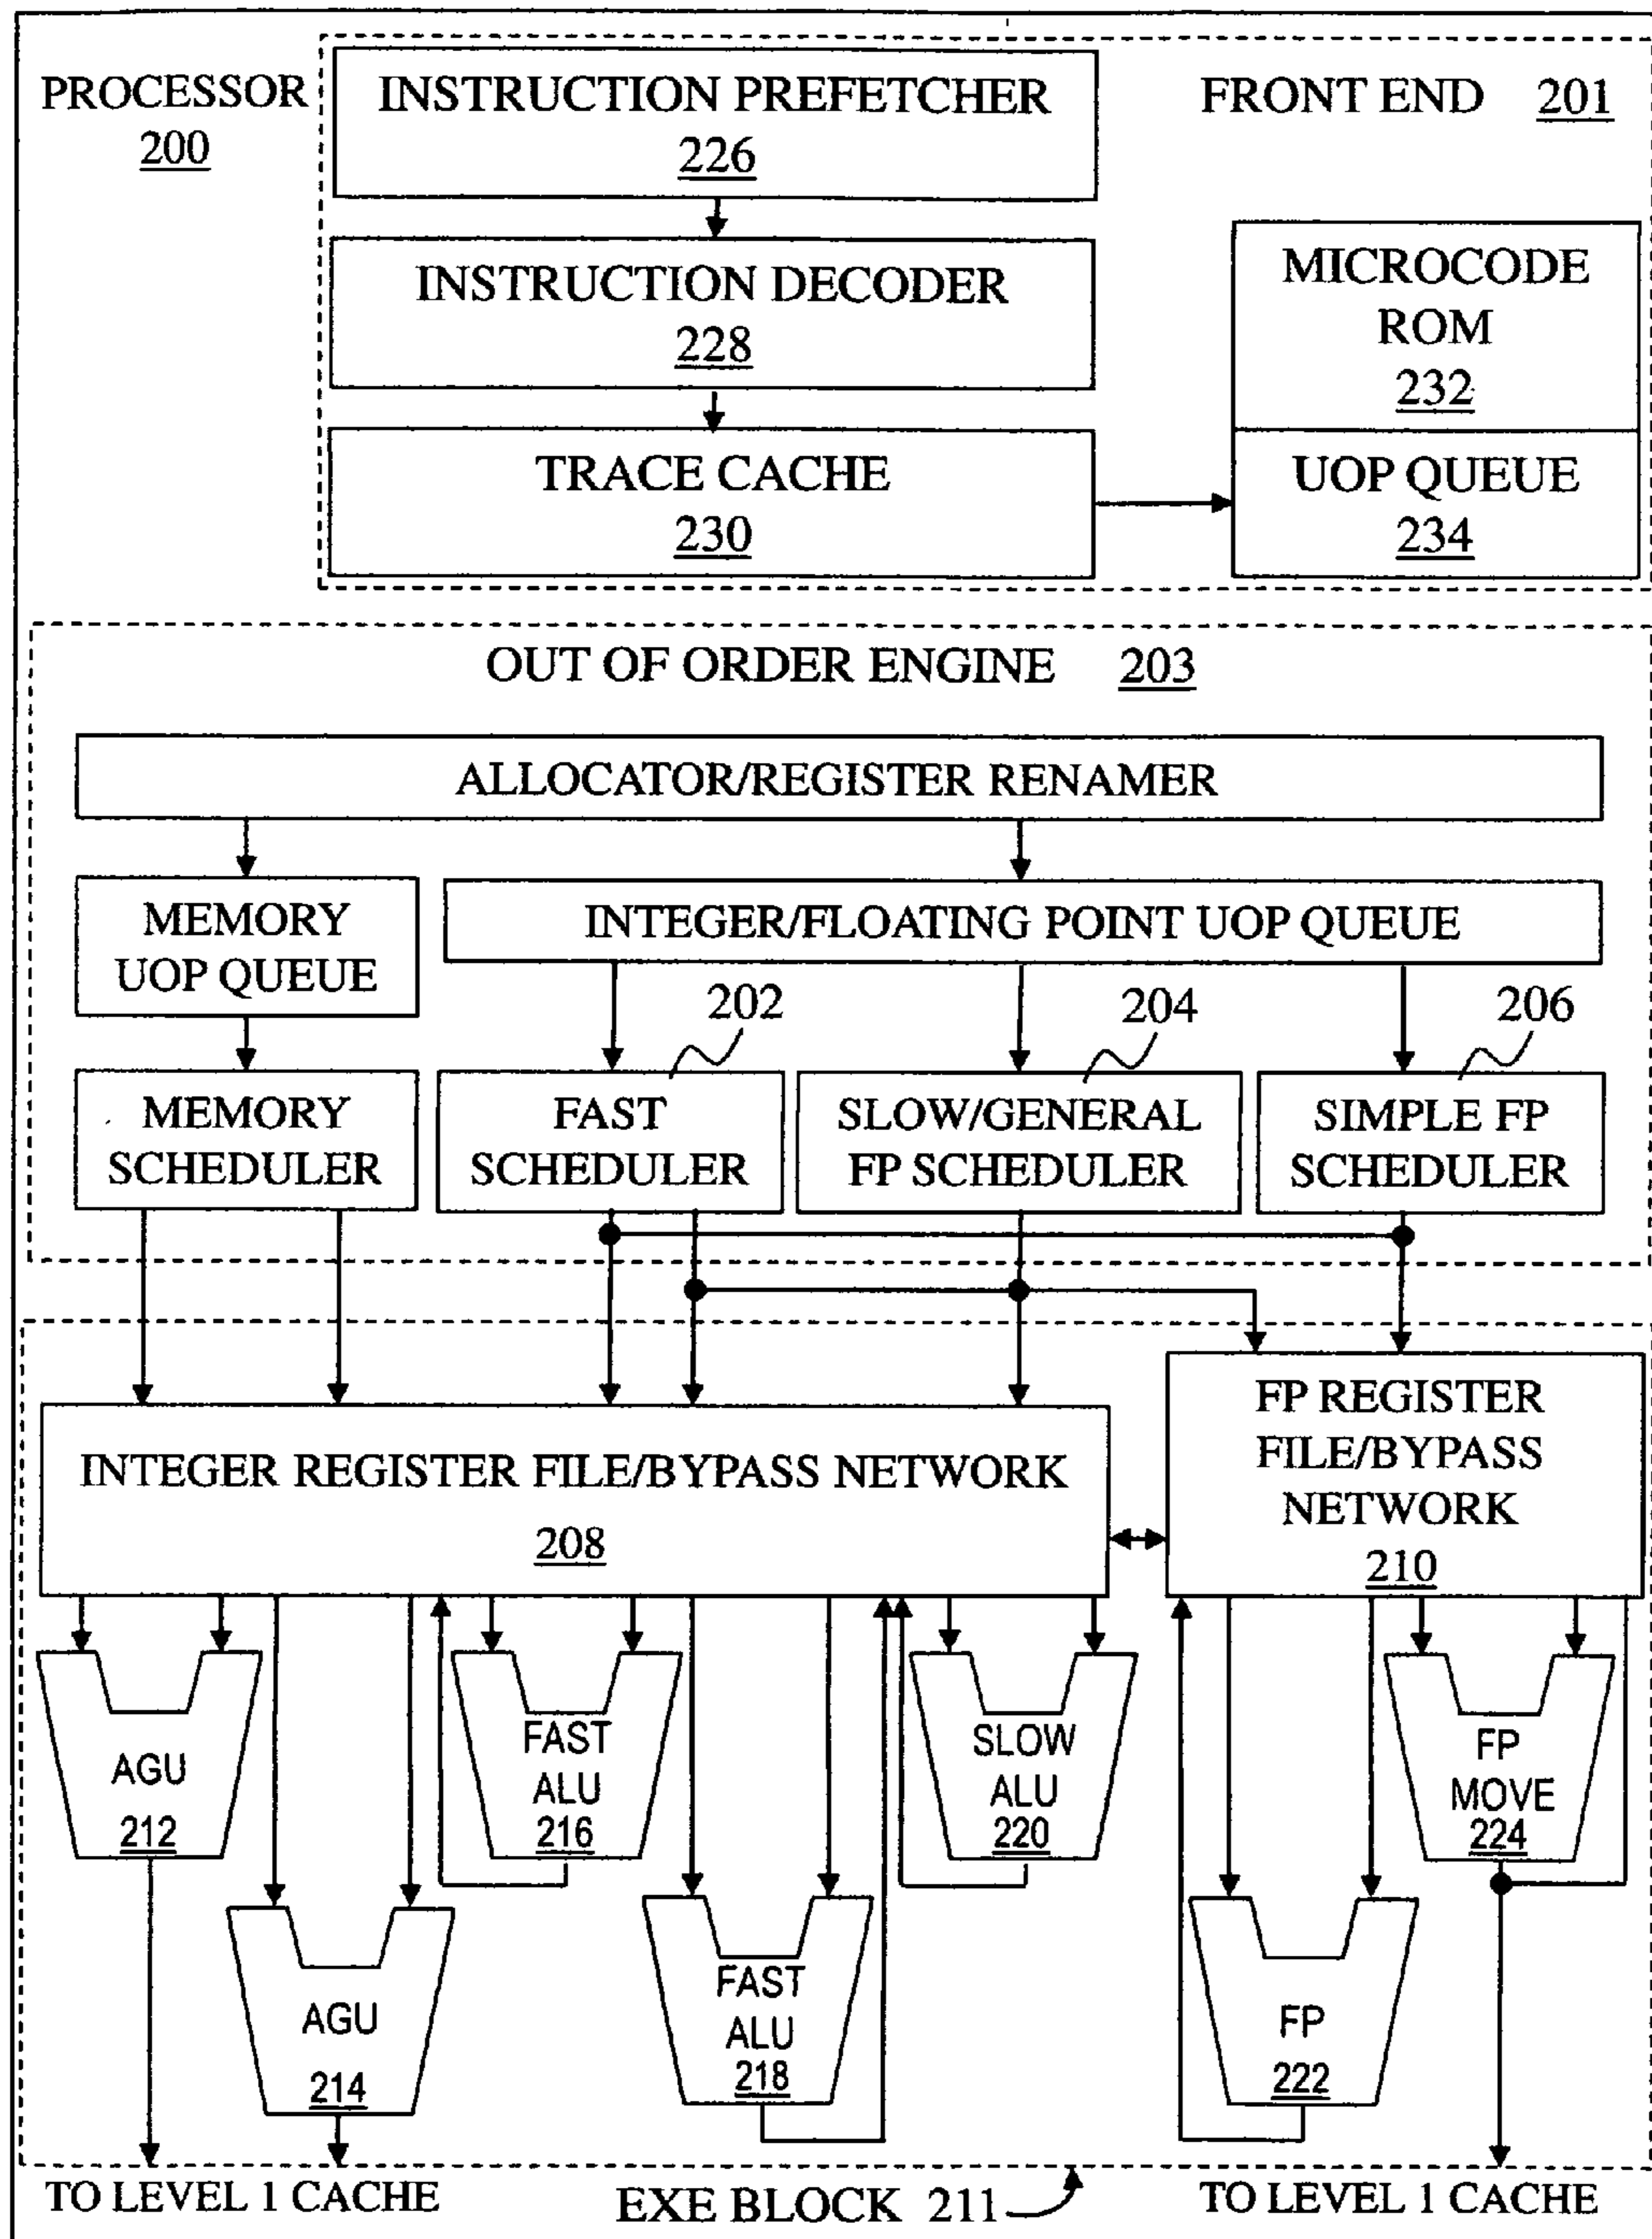 PROCESSOR
200
INSTRUCTION PREFETCHER
226
FRONT END 201
INSTRUCTION DECODER
228
MICROCODE
ROM
232
TRACE CACHE
230
UOP QUEUE
234
OUT OF ORDER ENGINE 203
ALLOCATOR/REGISTER RENAMER
MEMORY
UOP QUEUE
INTEGER/FLOATING POINT UOP QUEUE
202
204
206
MEMORY
SCHEDULER
FAST
SCHEDULER
SLOW/GENERAL
FP SCHEDULER
SIMPLE FP
SCHEDULER
INTEGER REGISTER FILE/BYPASS NETWORK
208
FP REGISTER
FILE/BYPASS
NETWORK
210
AGU
212
FAST
ALU
216
SLOW
ALU
220
FP
MOVE
224
AGU
214
FAST
ALU
218
FP
222
TO LEVEL 1 CACHE
EXE BLOCK 211
TO LEVEL 1 CACHE